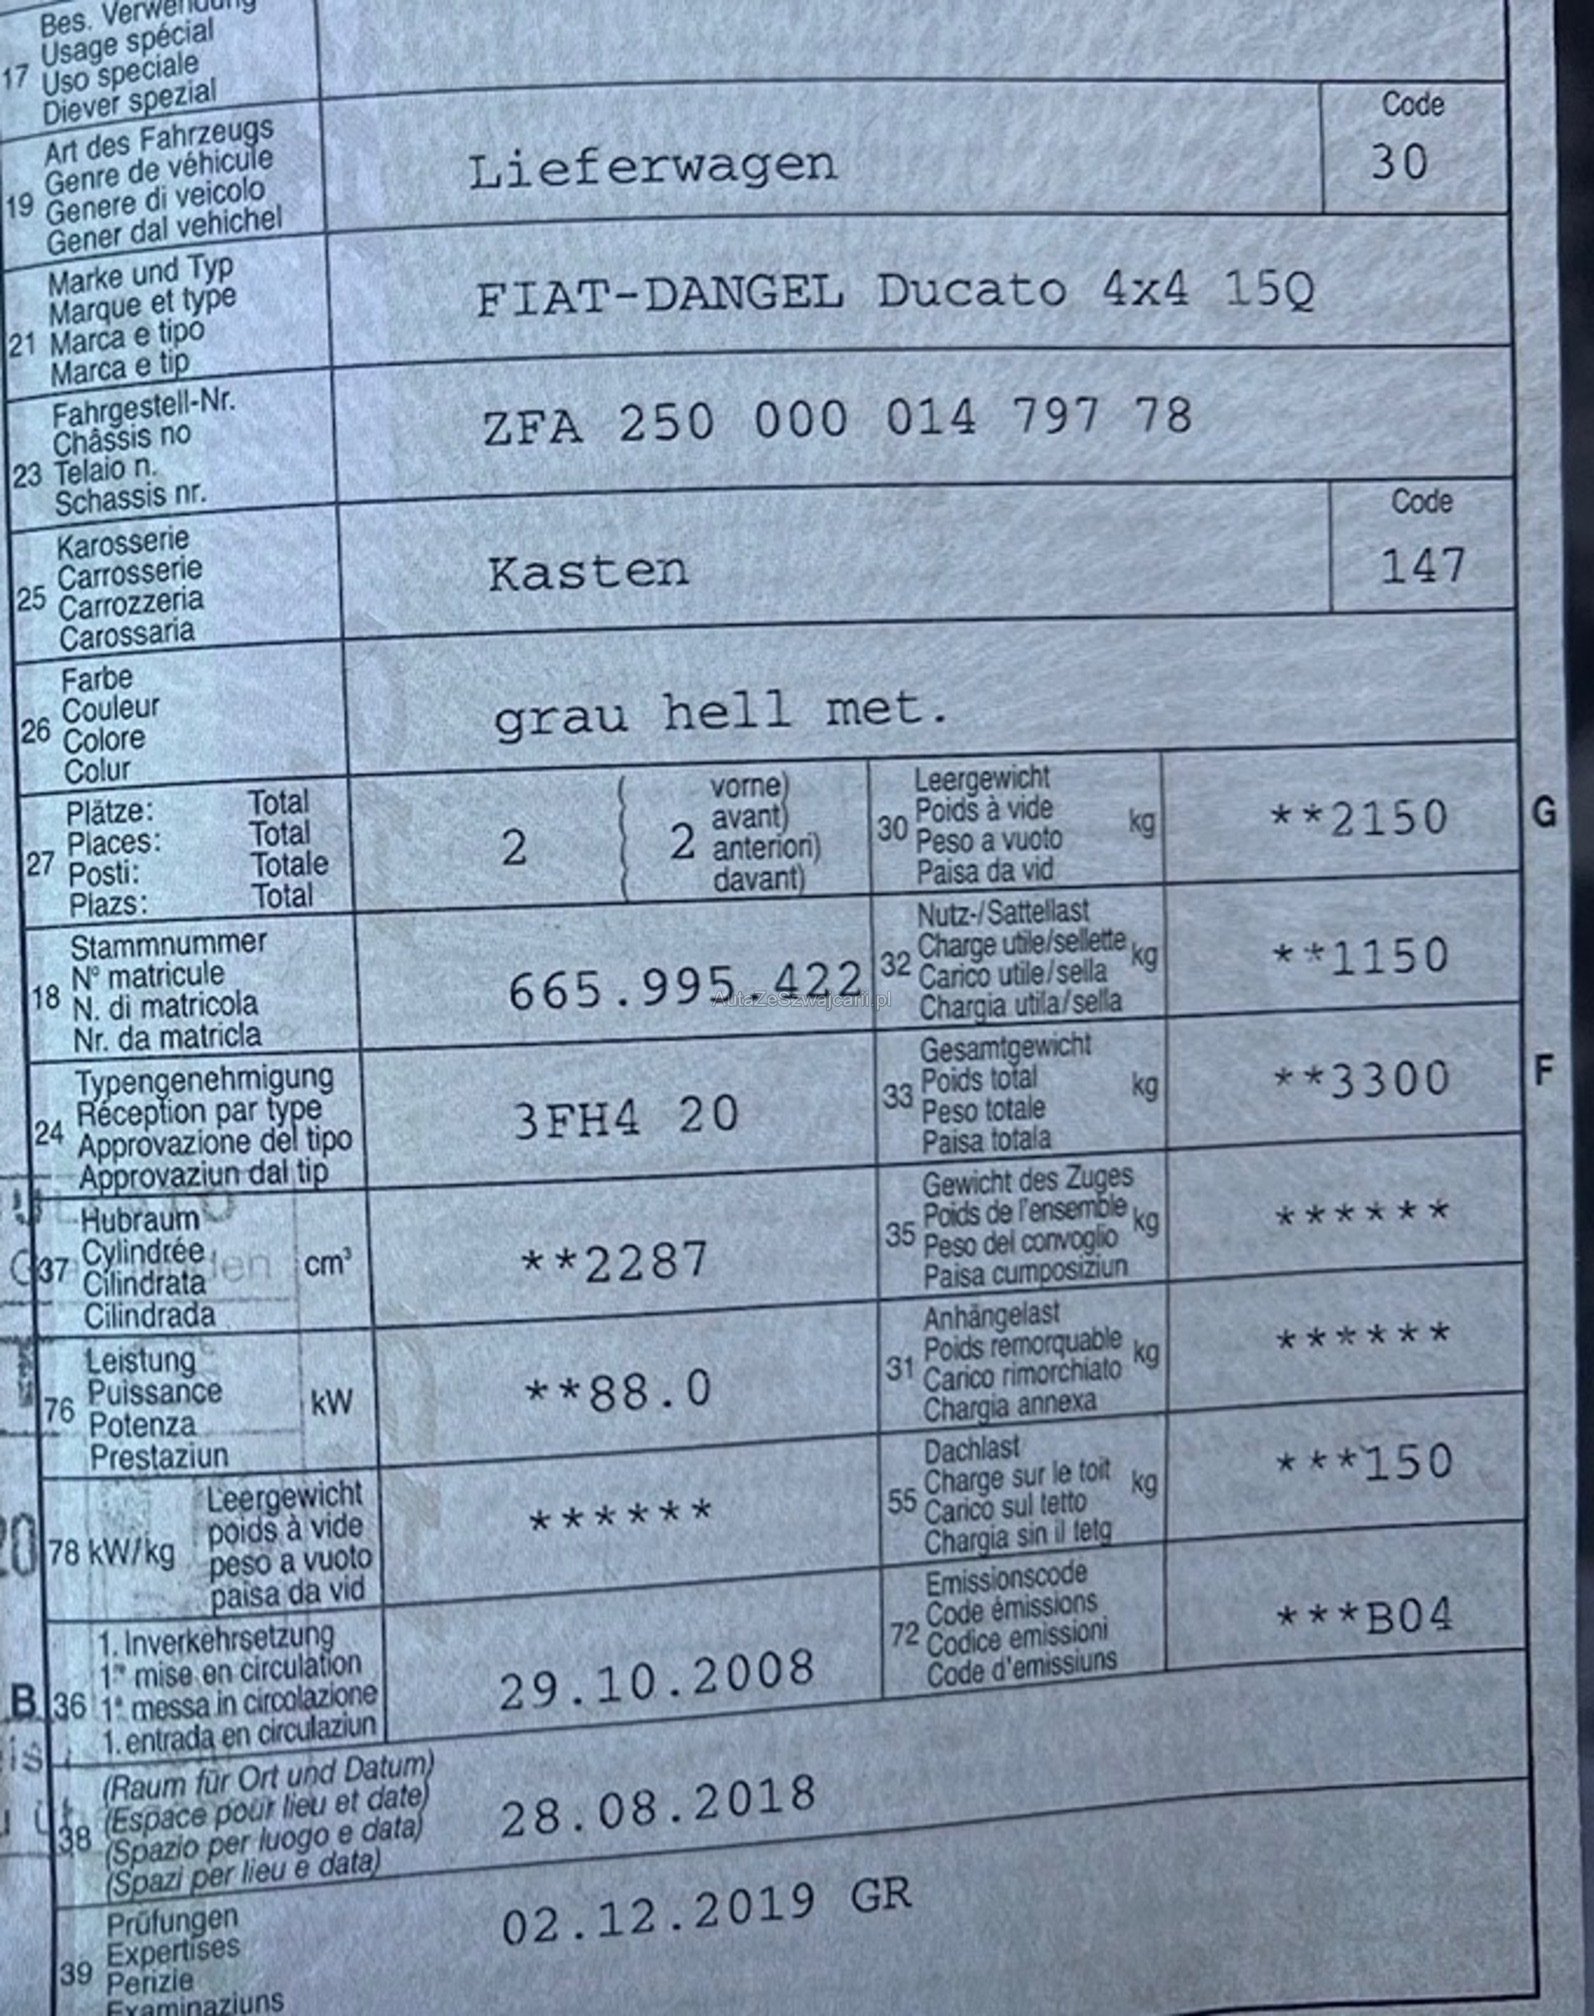 Bes. Verwendung
Usage spécial
17 Uso speciale
Diever spezial
Art des Fahrzeugs
Genre de véhicule
19 Genere di veicolo
Gener dal vehichel
Lieferwagen
Code
30
Marke und Typ
Marque et type
21 Marca e tipo
Marca e tip
FIAT-DANGEL Ducato 4x4 15Q
Fahrgestell-Nr.
Châssis no
23 Telaio n.
Schassis nr.
ZFA 250 000 014 797 78
Karosserie
Carrosserie
25 Carrozzeria
Carossaria
Kasten
Code
147
Farbe
Couleur
26 Colore
Colur
grau hell met.
Plätze: Total
Places: Total
27 Posti: Totale
Plazs: Total
2
2
vorne)
avant)
anteriori)
davant)
Leergewicht
Poids à vide
30 Peso a vuoto kg
Paisa da vid
**2150
G
Stammnummer
N° matricule
18 N. di matricola
Nr. da matricla
665.995.422
AutaZeSzwajcarii.pl
Nutz-/Sattellast
Charge utile/sellette
32 Carico utile/sella kg
Chargia utila/sella
**1150
Typengenehmigung
Réception par type
24 Approvazione del tipo
Approvaziun dal tip
3FH4 20
Gesamtgewicht
Poids total
33 Peso totale kg
Paisa totala
**3300
F
Hubraum
Cylindrée
37 Cilindrata cm³
Cilindrada
**2287
Gewicht des Zuges
Poids de l'ensemble
35 Peso del convoglio kg
Paisa cumposiziun
******
Leistung
Puissance
76 Potenza kW
Prestaziun
**88.0
Anhängelast
Poids remorquable
31 Carico rimorchiato kg
Chargia annexa
******
Leergewicht
poids à vide
78 kW/kg peso a vuoto
paisa da vid
******
Dachlast
Charge sur le toit
55 Carico sul tetto kg
Chargia sin il tetg
***150
1. Inverkehrsetzung
1re mise en circulation
B 36 1a messa in circolazione
1. entrada en circulaziun
29.10.2008
Emissionscode
Code émissions
72 Codice emissioni
Code d'emissiuns
***B04
(Raum für Ort und Datum)
(Espace pour lieu et date)
38 (Spazio per luogo e data)
(Spazi per lieu e data)
28.08.2018
Prüfungen
Expertises
39 Perizie
Examinaziuns
02.12.2019 GR